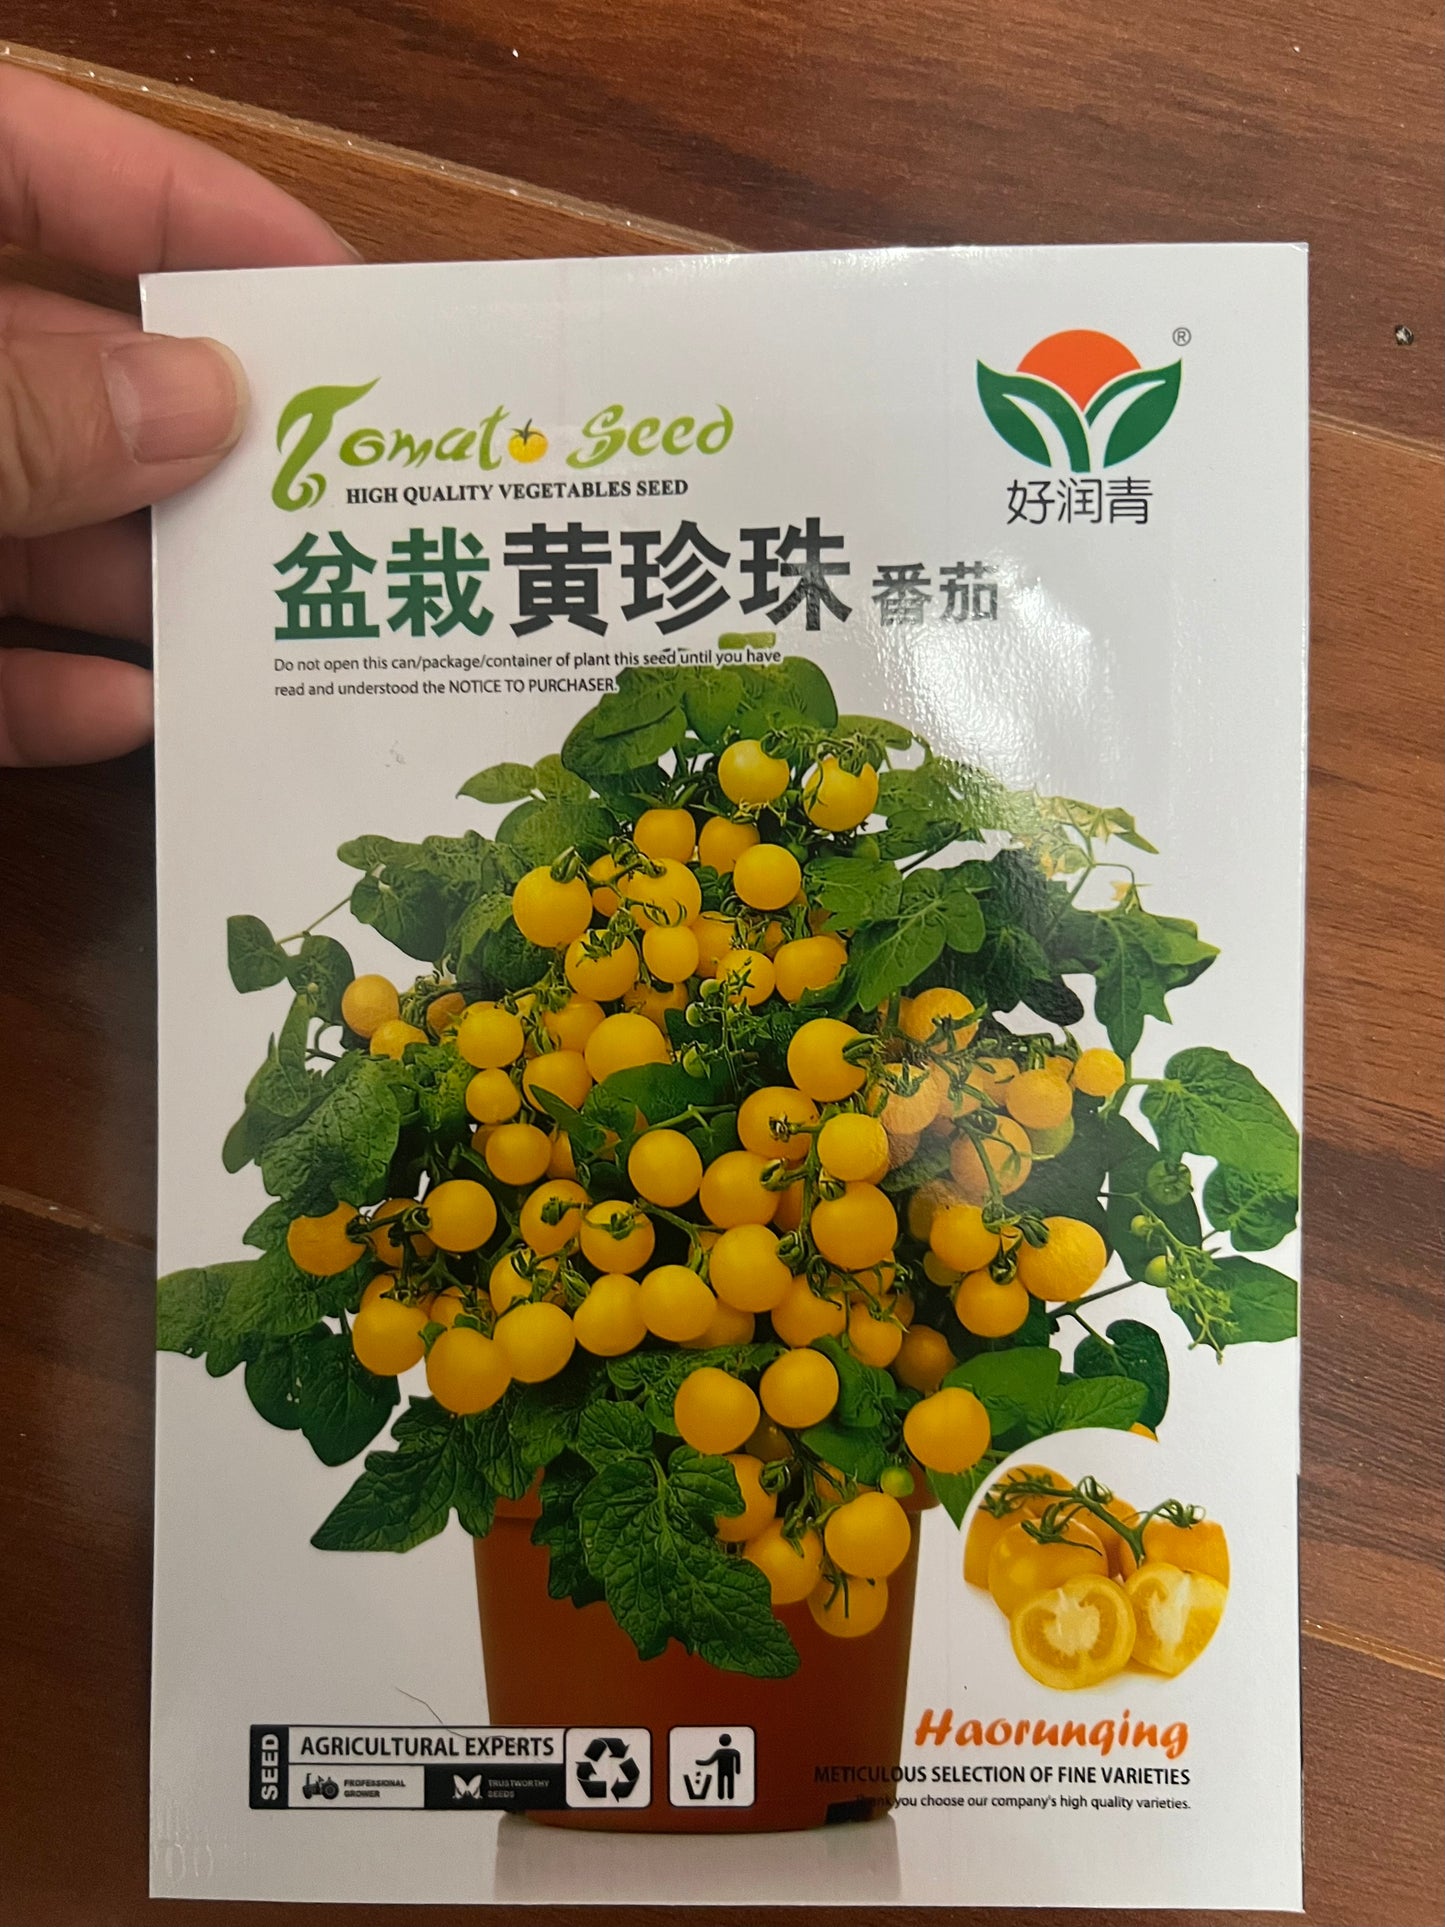 Tomato Seed
HIGH QUALITY VEGETABLES SEED
®
好润青
盆栽黄珍珠番茄
Do not open this can/package/container of plant this seed until you have
read and understood the NOTICE TO PURCHASER.
SEED
AGRICULTURAL EXPERTS
PROFESSIONAL
GROWER
TRUSTWORTHY
SEEDS
Haorunqing
METICULOUS SELECTION OF FINE VARIETIES
you choose our company's high quality varieties.